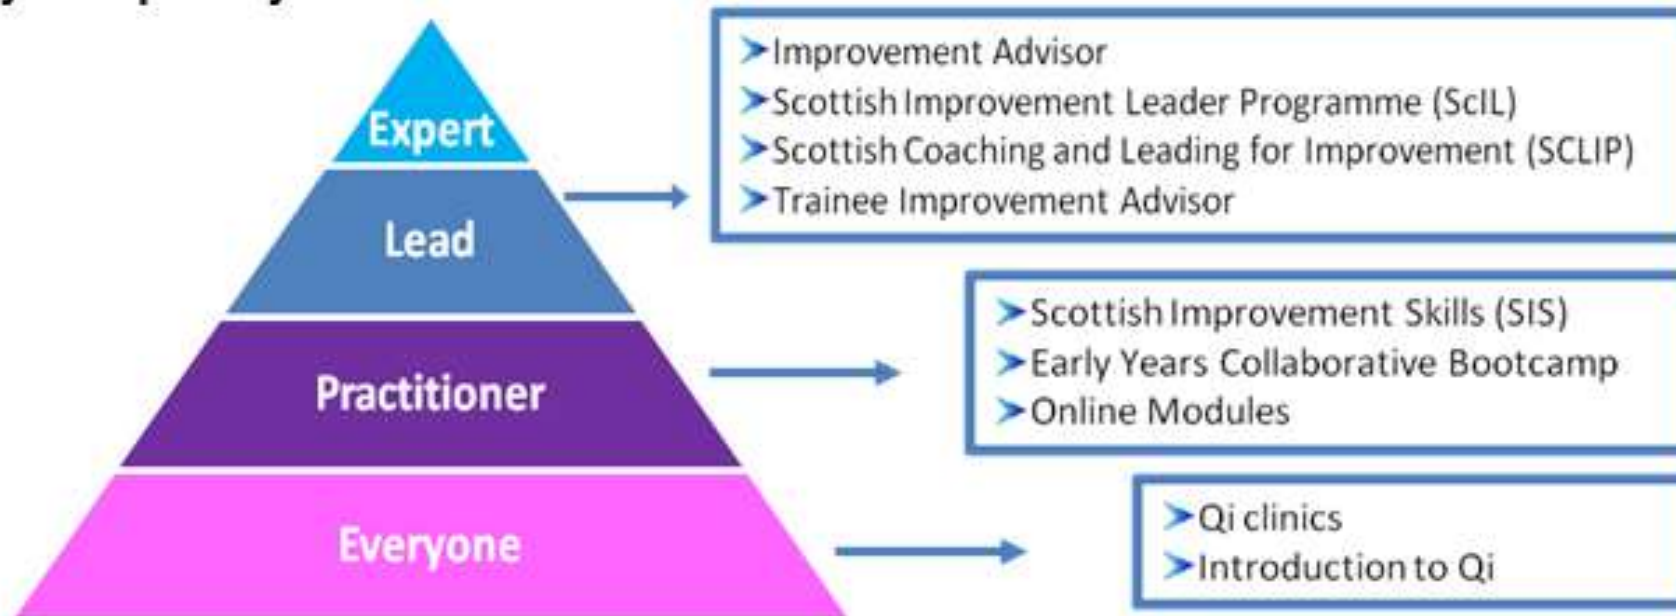 Expert
Lead
Practitioner
Everyone
➤Improvement Advisor
➤Scottish Improvement Leader Programme (ScIL)
➤Scottish Coaching and Leading for Improvement (SCLIP)
➤Trainee Improvement Advisor
➤Scottish Improvement Skills (SIS)
➤Early Years Collaborative Bootcamp
➤Online Modules
➤Qi clinics
➤Introduction to Qi